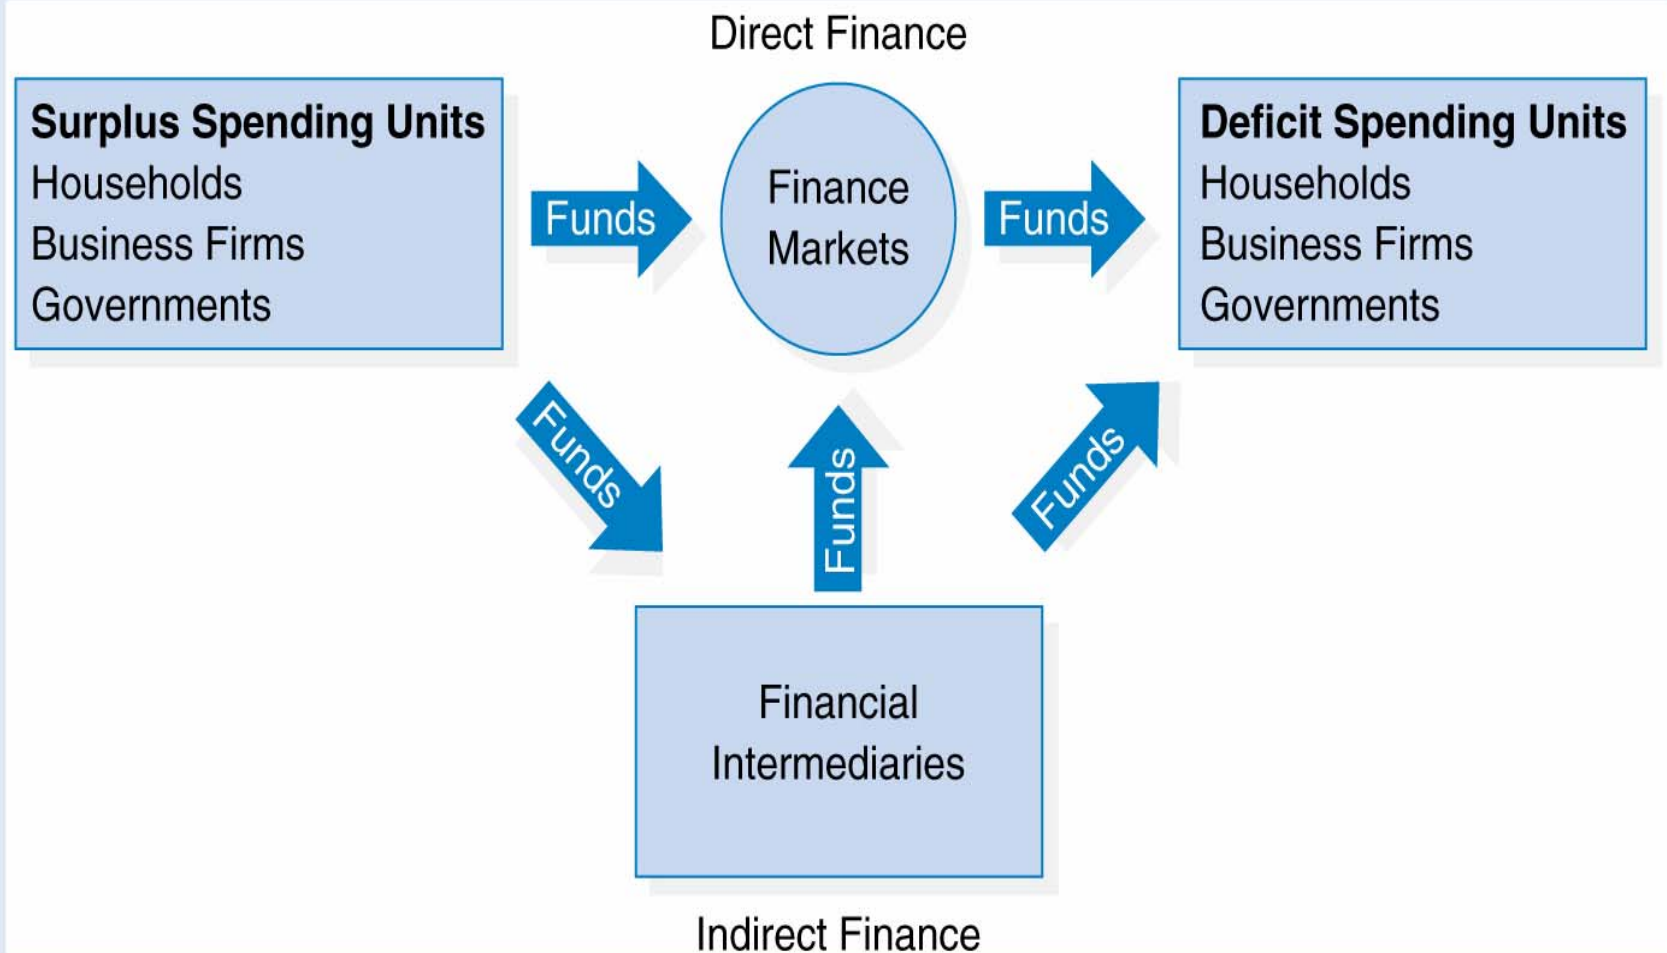 Direct Finance
Surplus Spending Units
Households
Business Firms
Governments
Funds
Finance
Markets
Funds
Deficit Spending Units
Households
Business Firms
Governments
Funds
Funds
Funds
Financial
Intermediaries
Indirect Finance